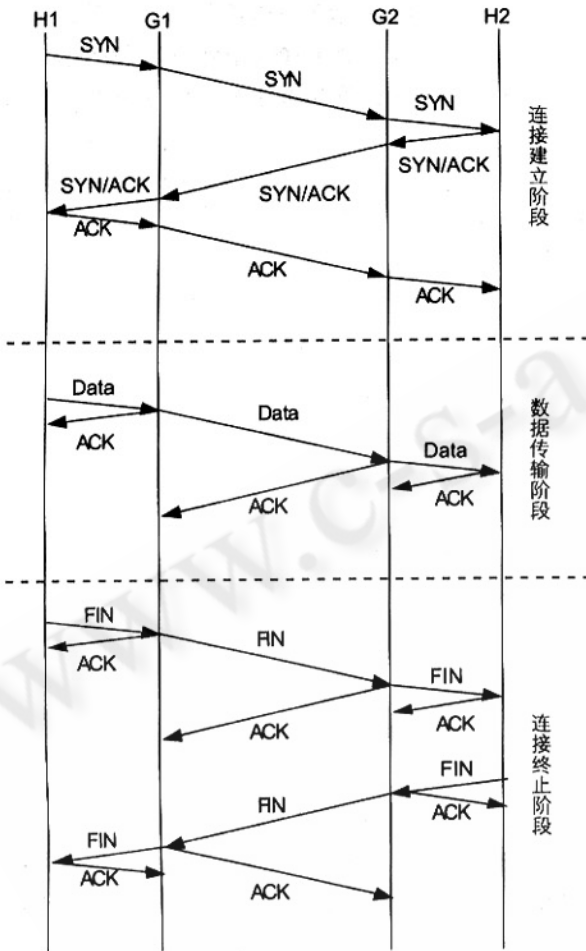 H1 G1 G2 H2
SYN
SYN
SYN
SYN/ACK
SYN/ACK
SYN/ACK
ACK
ACK
ACK
连接建立阶段
Data
Data
Data
ACK
ACK
ACK
数据传输阶段
FIN
FIN
FIN
ACK
ACK
ACK
FIN
FIN
FIN
ACK
ACK
ACK
连接终止阶段
www.c-s-a